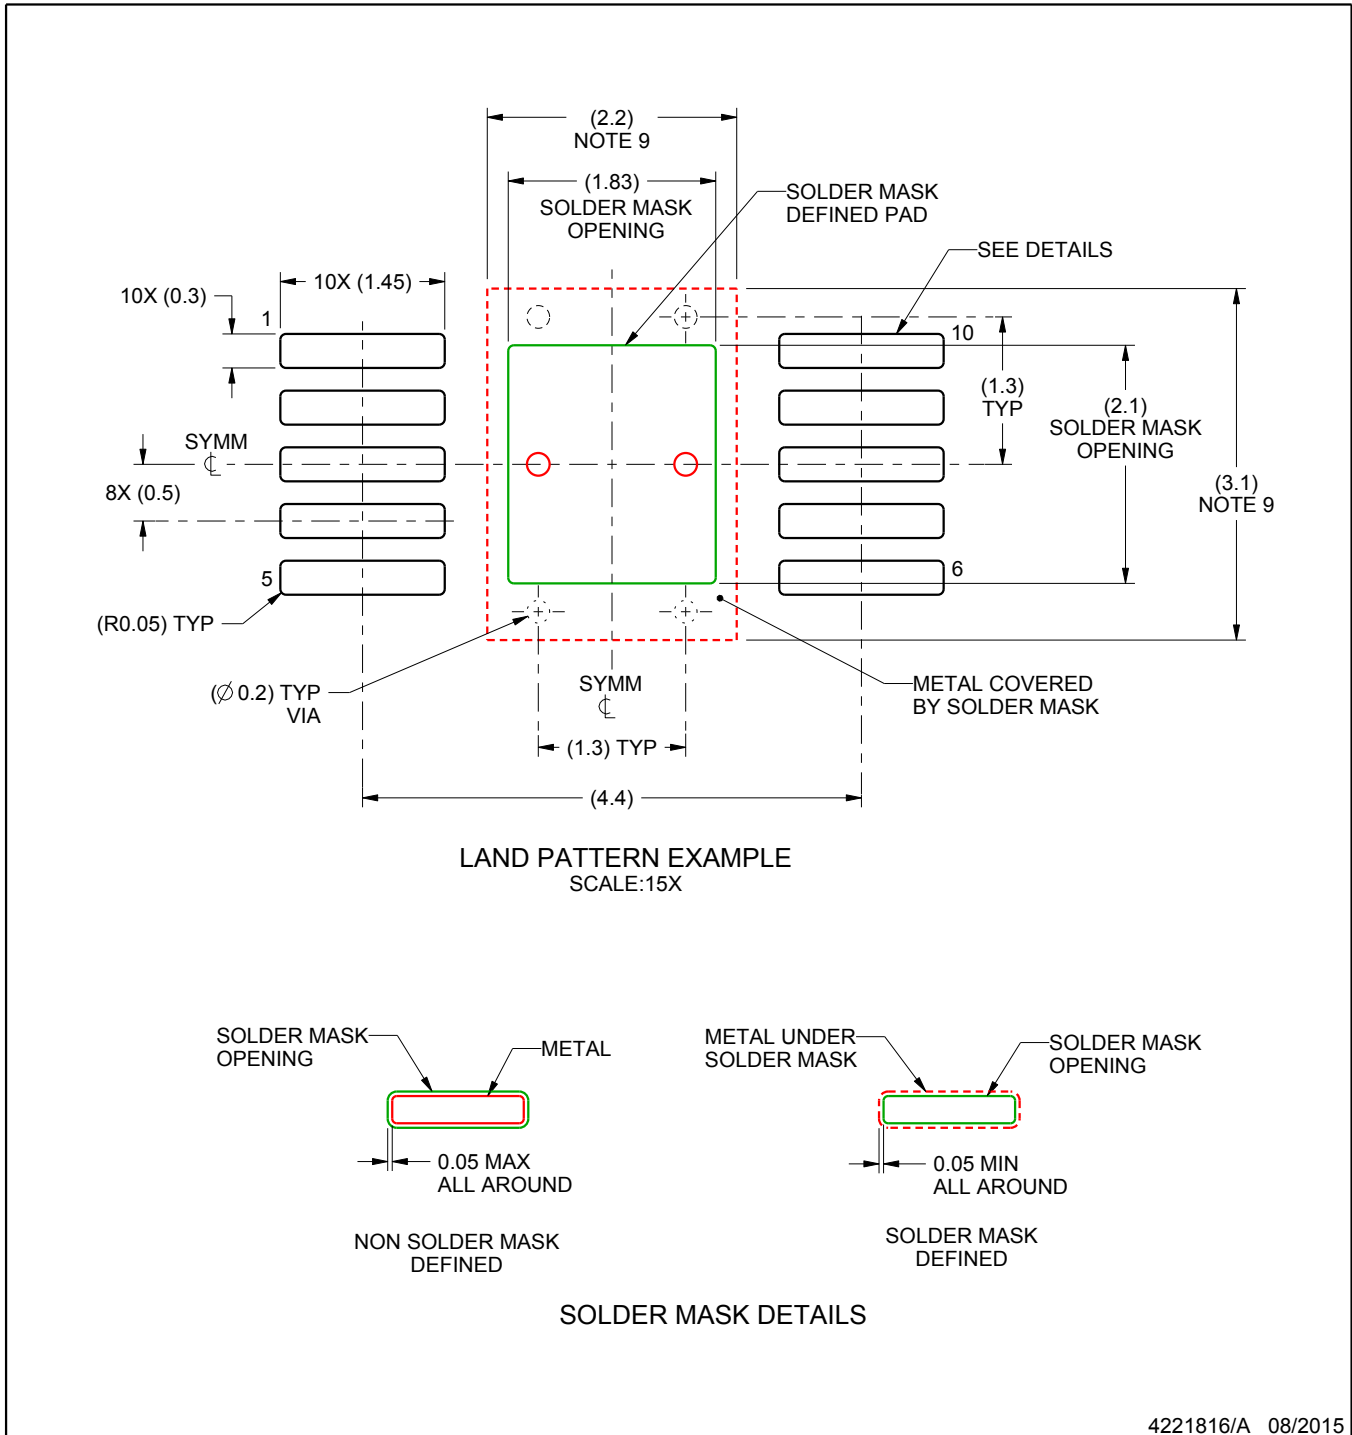 (2.2)
NOTE 9
(1.83)
SOLDER MASK
OPENING
SOLDER MASK
DEFINED PAD
SEE DETAILS
10X (1.45)
10X (0.3)
1
10
(1.3)
TYP
(2.1)
SOLDER MASK
OPENING
SYMM
℄
8X (0.5)
(3.1)
NOTE 9
5
6
(R0.05) TYP
(∅ 0.2) TYP
VIA
SYMM
℄
METAL COVERED
BY SOLDER MASK
(1.3) TYP
(4.4)
LAND PATTERN EXAMPLE
SCALE:15X
SOLDER MASK
OPENING
METAL
0.05 MAX
ALL AROUND
NON SOLDER MASK
DEFINED
METAL UNDER
SOLDER MASK
SOLDER MASK
OPENING
0.05 MIN
ALL AROUND
SOLDER MASK
DEFINED
SOLDER MASK DETAILS
4221816/A 08/2015